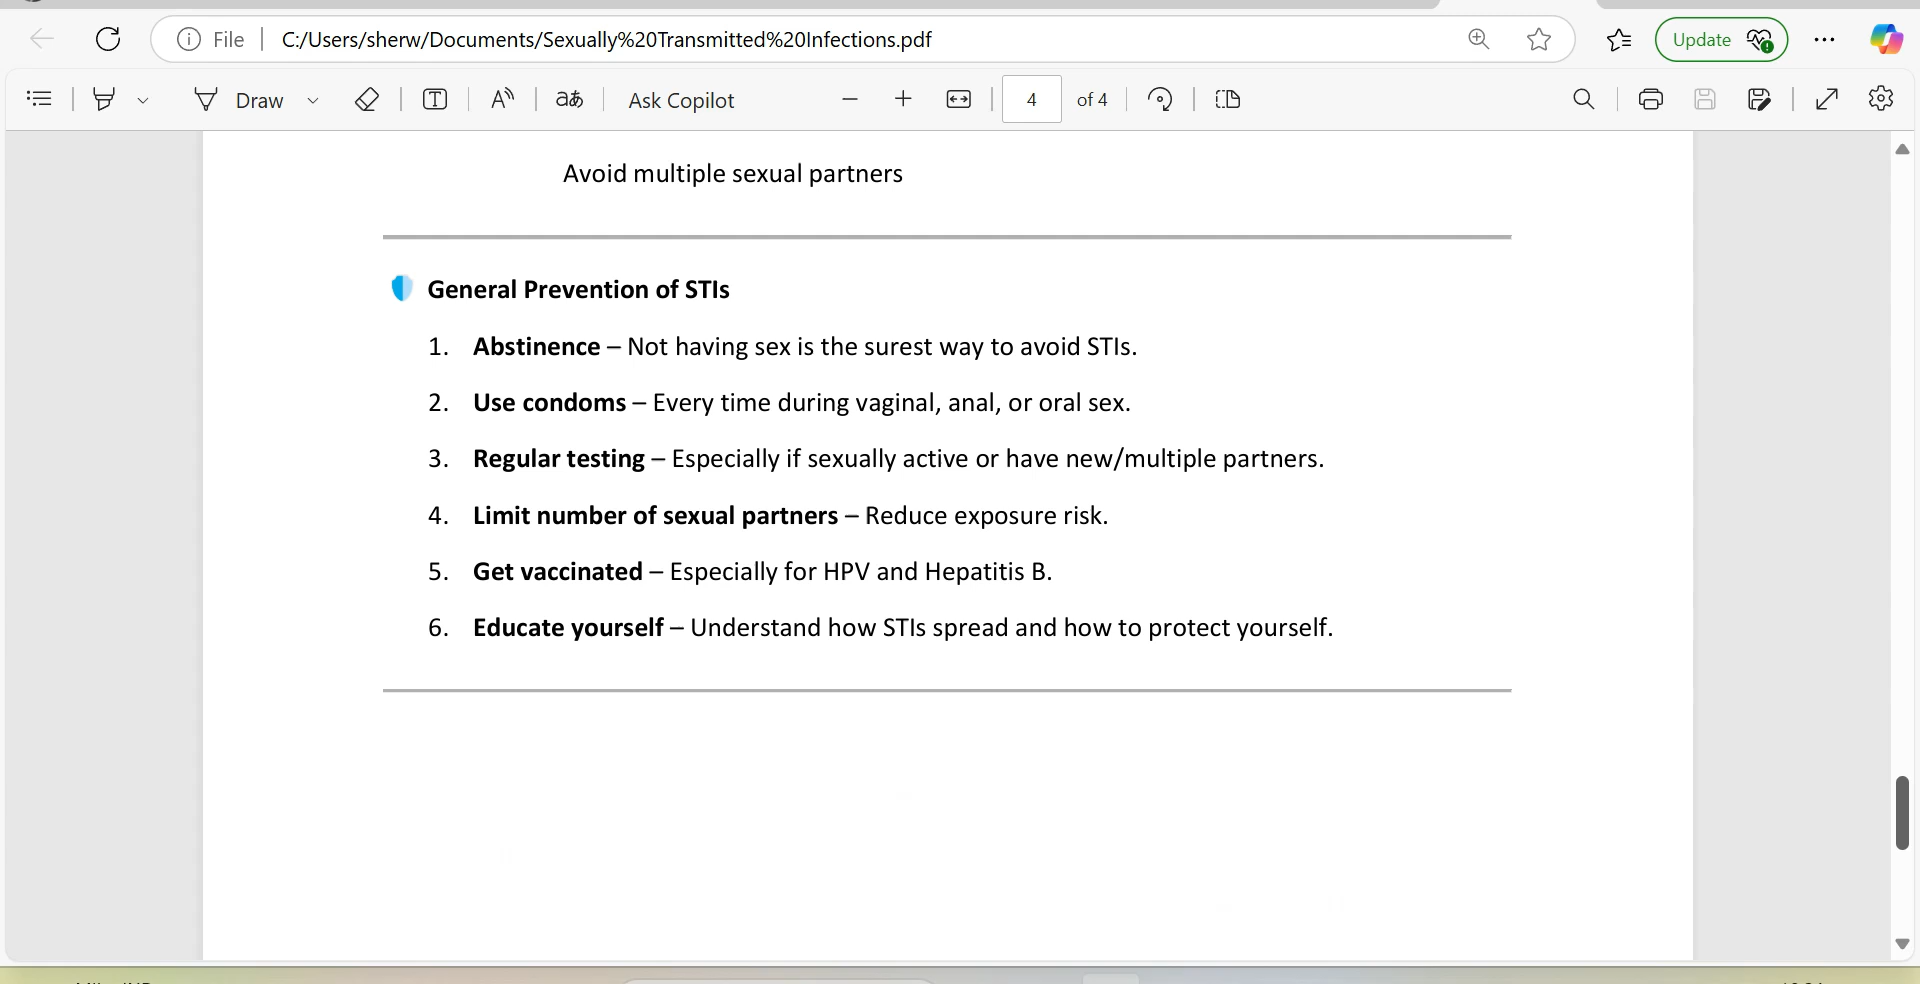 File C:/Users/sherw/Documents/Sexually%20Transmitted%20Infections.pdf Update
Draw T A aあ Ask Copilot 4 of 4
Avoid multiple sexual partners
General Prevention of STIs
1. Abstinence – Not having sex is the surest way to avoid STIs.
2. Use condoms – Every time during vaginal, anal, or oral sex.
3. Regular testing – Especially if sexually active or have new/multiple partners.
4. Limit number of sexual partners – Reduce exposure risk.
5. Get vaccinated – Especially for HPV and Hepatitis B.
6. Educate yourself – Understand how STIs spread and how to protect yourself.